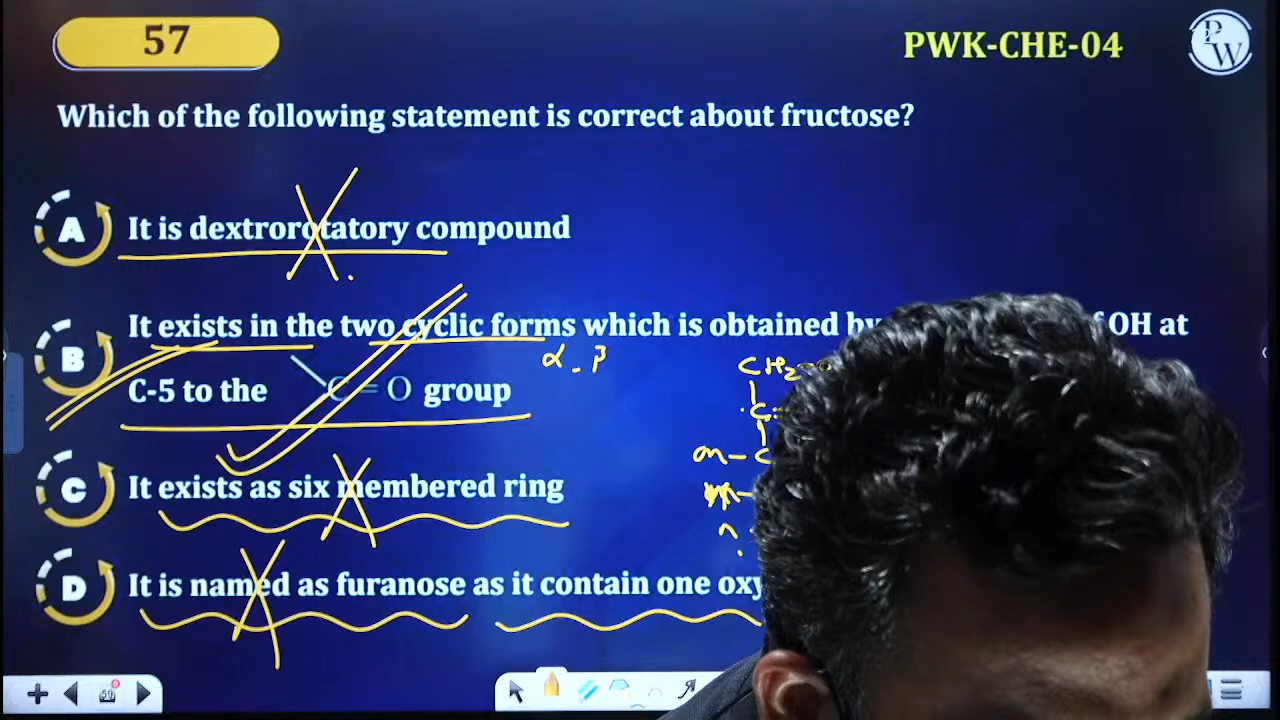 57
PWK-CHE-04
P
W
Which of the following statement is correct about fructose?
A It is dextrorotatory compound
B It exists in the two cyclic forms which is obtained OH at
α - β
C-5 to the C = O group
CH₂
C
C It exists as six membered ring
C
D It is named as furanose as it contain one
59